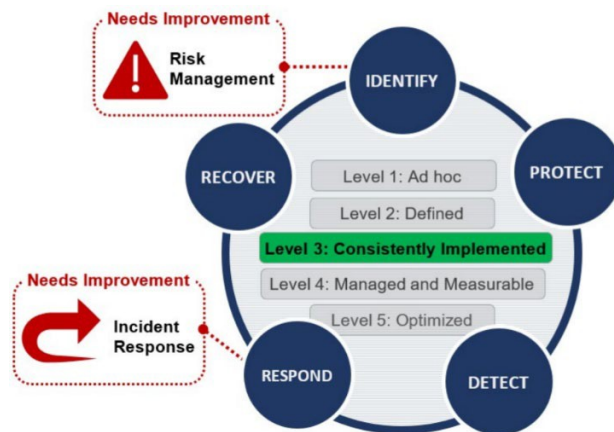 Needs Improvement
Risk
Management
IDENTIFY
RECOVER
PROTECT
Level 1: Ad hoc
Level 2: Defined
Level 3: Consistently Implemented
Level 4: Managed and Measurable
Level 5: Optimized
Needs Improvement
Incident
Response
RESPOND
DETECT